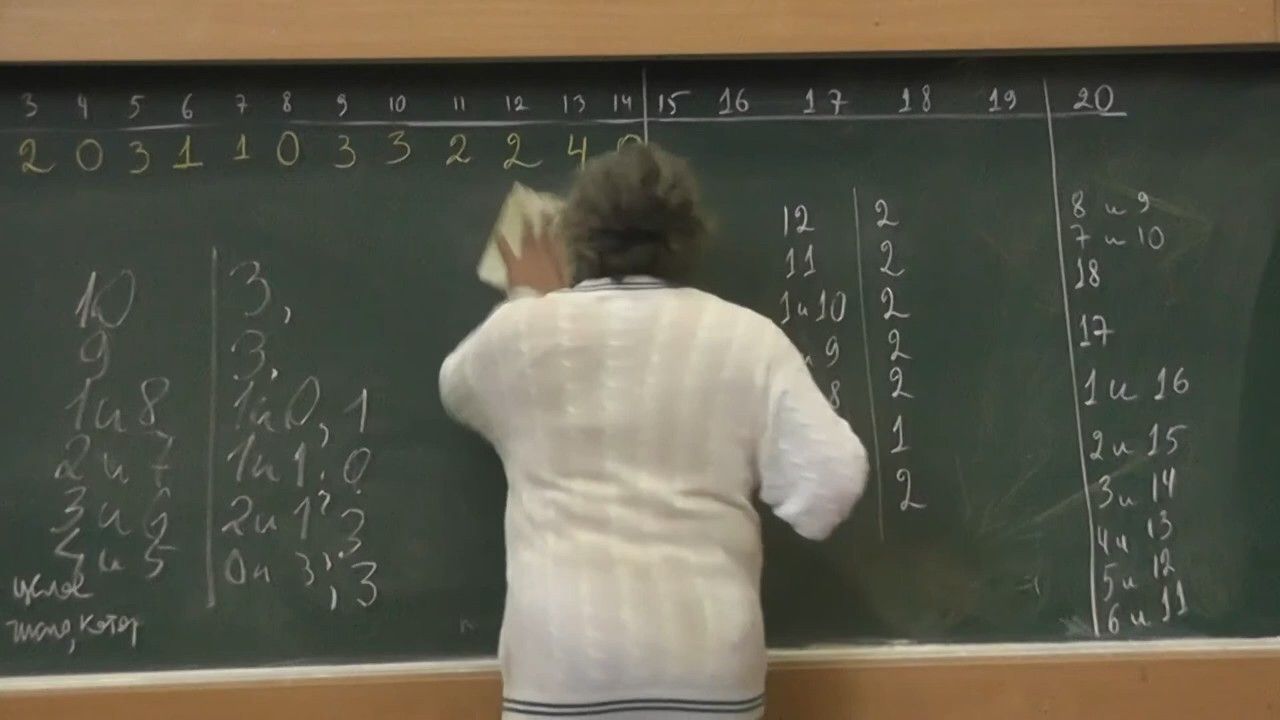 3 4 5 6 7 8 9 10 11 12 13 14 15 16 17 18 19 20
2 0 3 1 1 0 3 3 2 2 4 0
10 3,
9 3,
1 и 8 1 и 0, 1
2 и 7 1 и 1, 0
3 и 6 2 и 1, 3
4 и 5 0 и 3, 3
целое
12 2
11 2
1 и 10 2
и 9 2
8 2
1
2
8 и 9
7 и 10
18
17
1 и 16
2 и 15
3 и 14
4 и 13
5 и 12
6 и 11